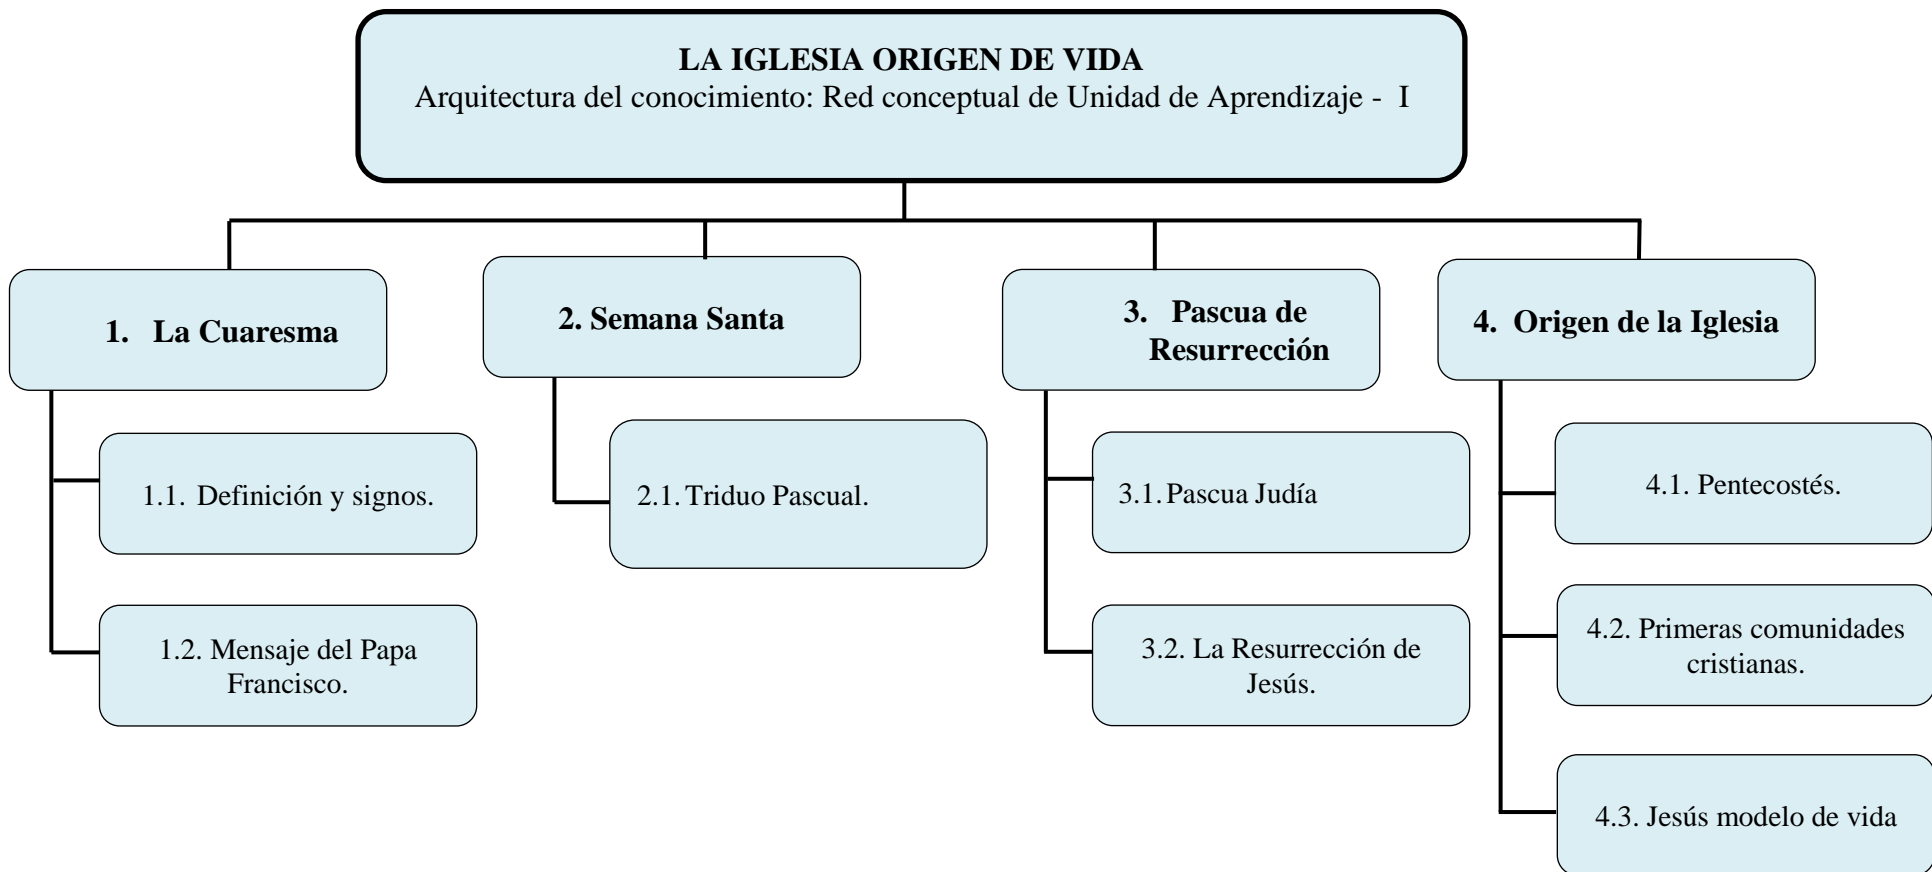 LA IGLESIA ORIGEN DE VIDA
Arquitectura del conocimiento: Red conceptual de Unidad de Aprendizaje - I
1. La Cuaresma
1.1. Definición y signos.
1.2. Mensaje del Papa
Francisco.
2. Semana Santa
2.1. Triduo Pascual.
3. Pascua de
Resurrección
3.1. Pascua Judía
3.2. La Resurrección de
Jesús.
4. Origen de la Iglesia
4.1. Pentecostés.
4.2. Primeras comunidades
cristianas.
4.3. Jesús modelo de vida